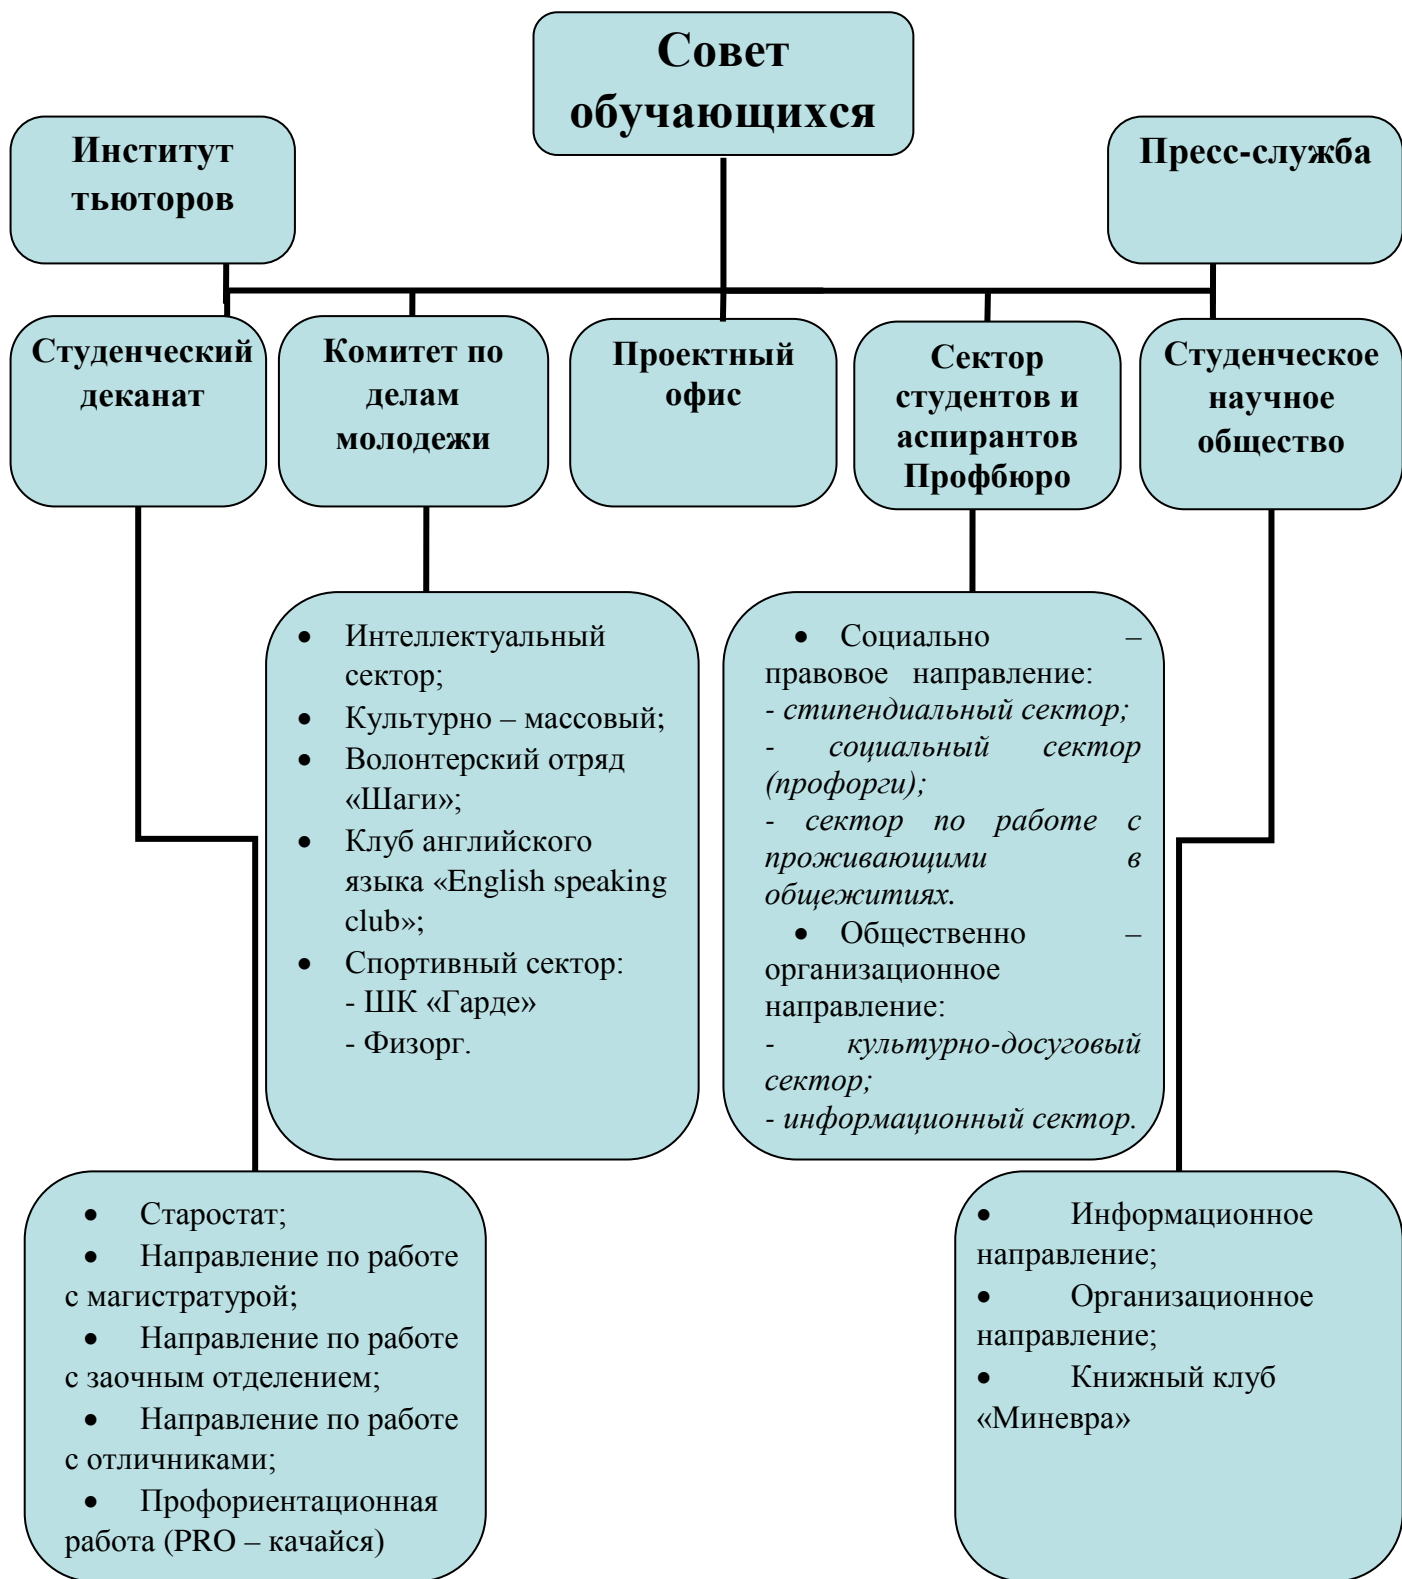 Совет
обучающихся
Институт
тьюторов
Пресс-служба
Студенческий
деканат
Комитет по
делам
молодежи
Проектный
офис
Сектор
студентов и
аспирантов
Профбюро
Студенческое
научное
общество
• Интеллектуальный
сектор;
• Культурно – массовый;
• Волонтерский отряд
«Шаги»;
• Клуб английского
языка «English speaking
club»;
• Спортивный сектор:
- ШК «Гарде»
- Физорг.
• Социально –
правовое направление:
- стипендиальный сектор;
- социальный сектор
(профорги);
- сектор по работе с
проживающими в
общежитиях.
• Общественно –
организационное
направление:
- культурно-досуговый
сектор;
- информационный сектор.
• Старостат;
• Направление по работе
с магистратурой;
• Направление по работе
с заочным отделением;
• Направление по работе
с отличниками;
• Профориентационная
работа (PRO – качайся)
• Информационное
направление;
• Организационное
направление;
• Книжный клуб
«Миневра»